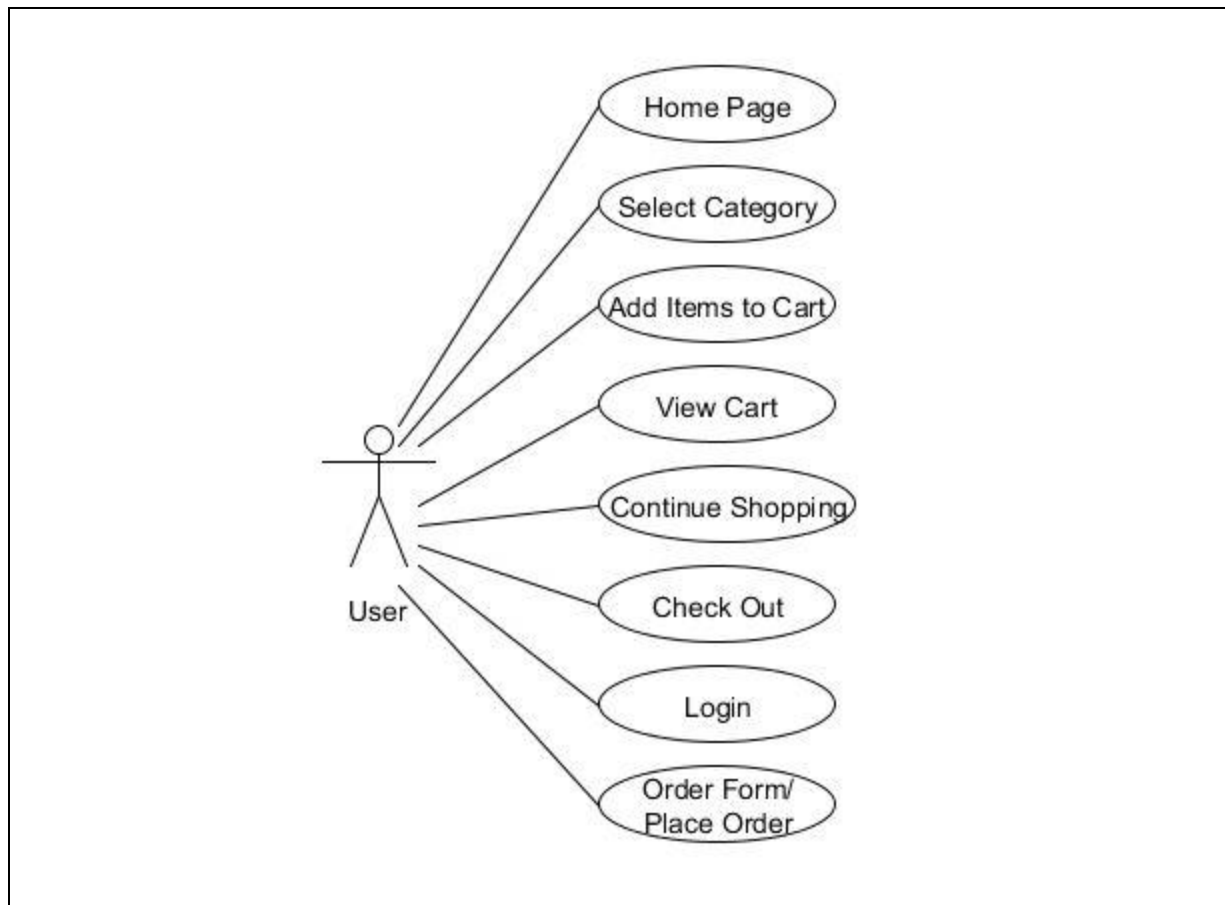 Home Page
Select Category
Add Items to Cart
View Cart
Continue Shopping
Check Out
User
Login
Order Form/
Place Order